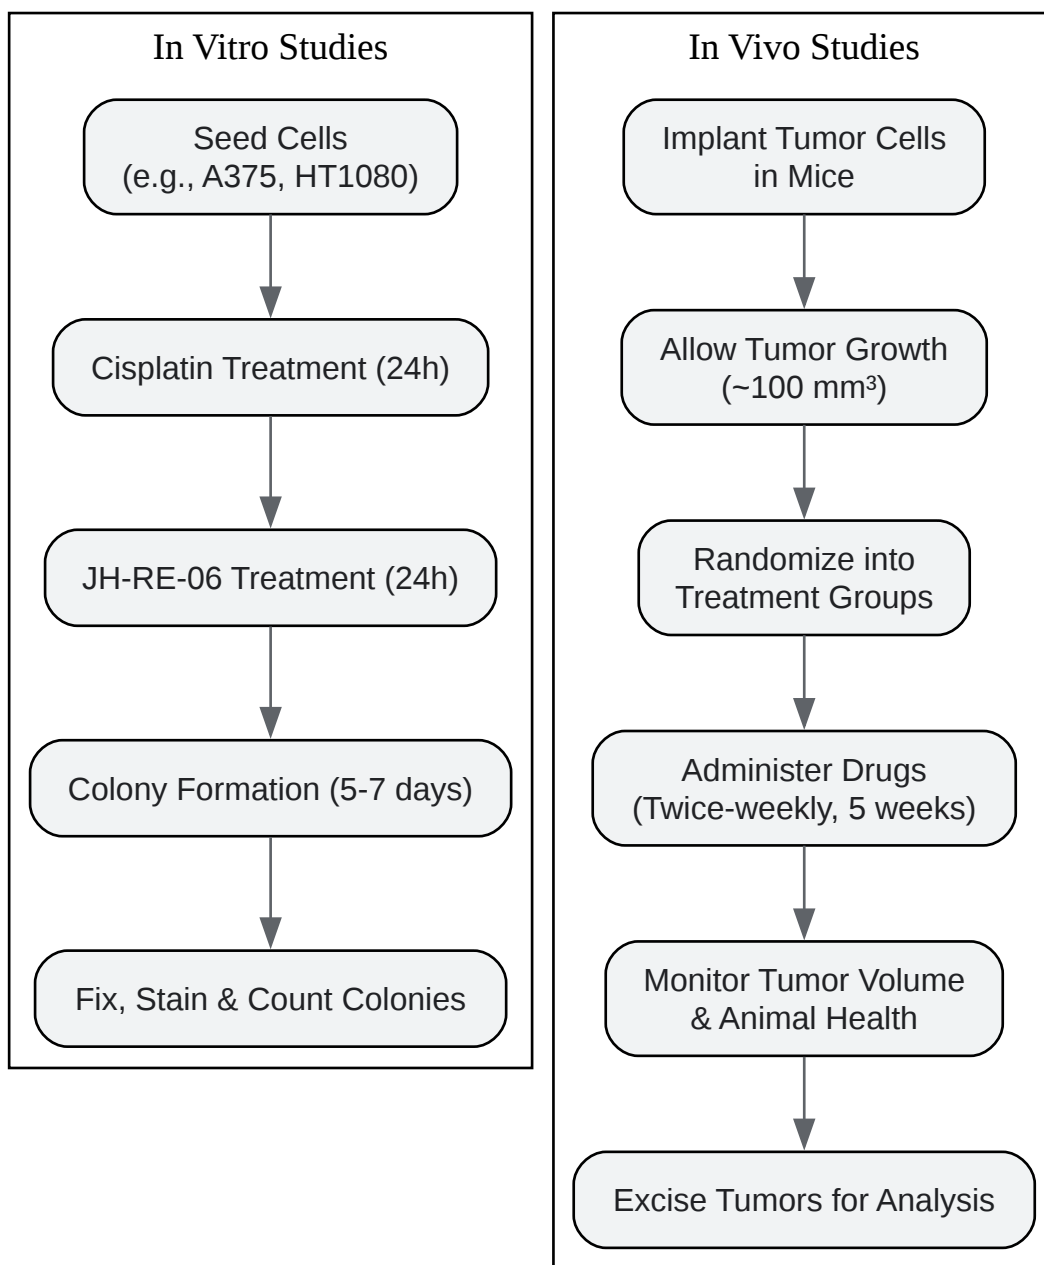 In Vitro Studies
Seed Cells
(e.g., A375, HT1080)
Cisplatin Treatment (24h)
JH-RE-06 Treatment (24h)
Colony Formation (5-7 days)
Fix, Stain & Count Colonies
In Vivo Studies
Implant Tumor Cells
in Mice
Allow Tumor Growth
(~100 mm³)
Randomize into
Treatment Groups
Administer Drugs
(Twice-weekly, 5 weeks)
Monitor Tumor Volume
& Animal Health
Excise Tumors for Analysis